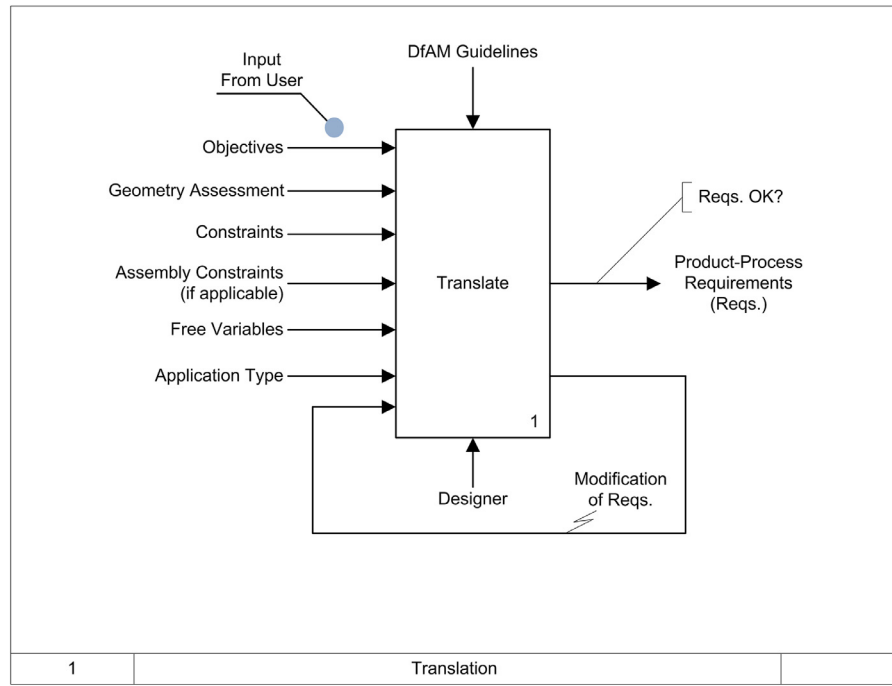 Input
From User
DfAM Guidelines
Objectives
Geometry Assessment
Constraints
Assembly Constraints
(if applicable)
Free Variables
Application Type
Translate
1
Reqs. OK?
Product-Process
Requirements
(Reqs.)
Designer
Modification
of Reqs.
1
Translation